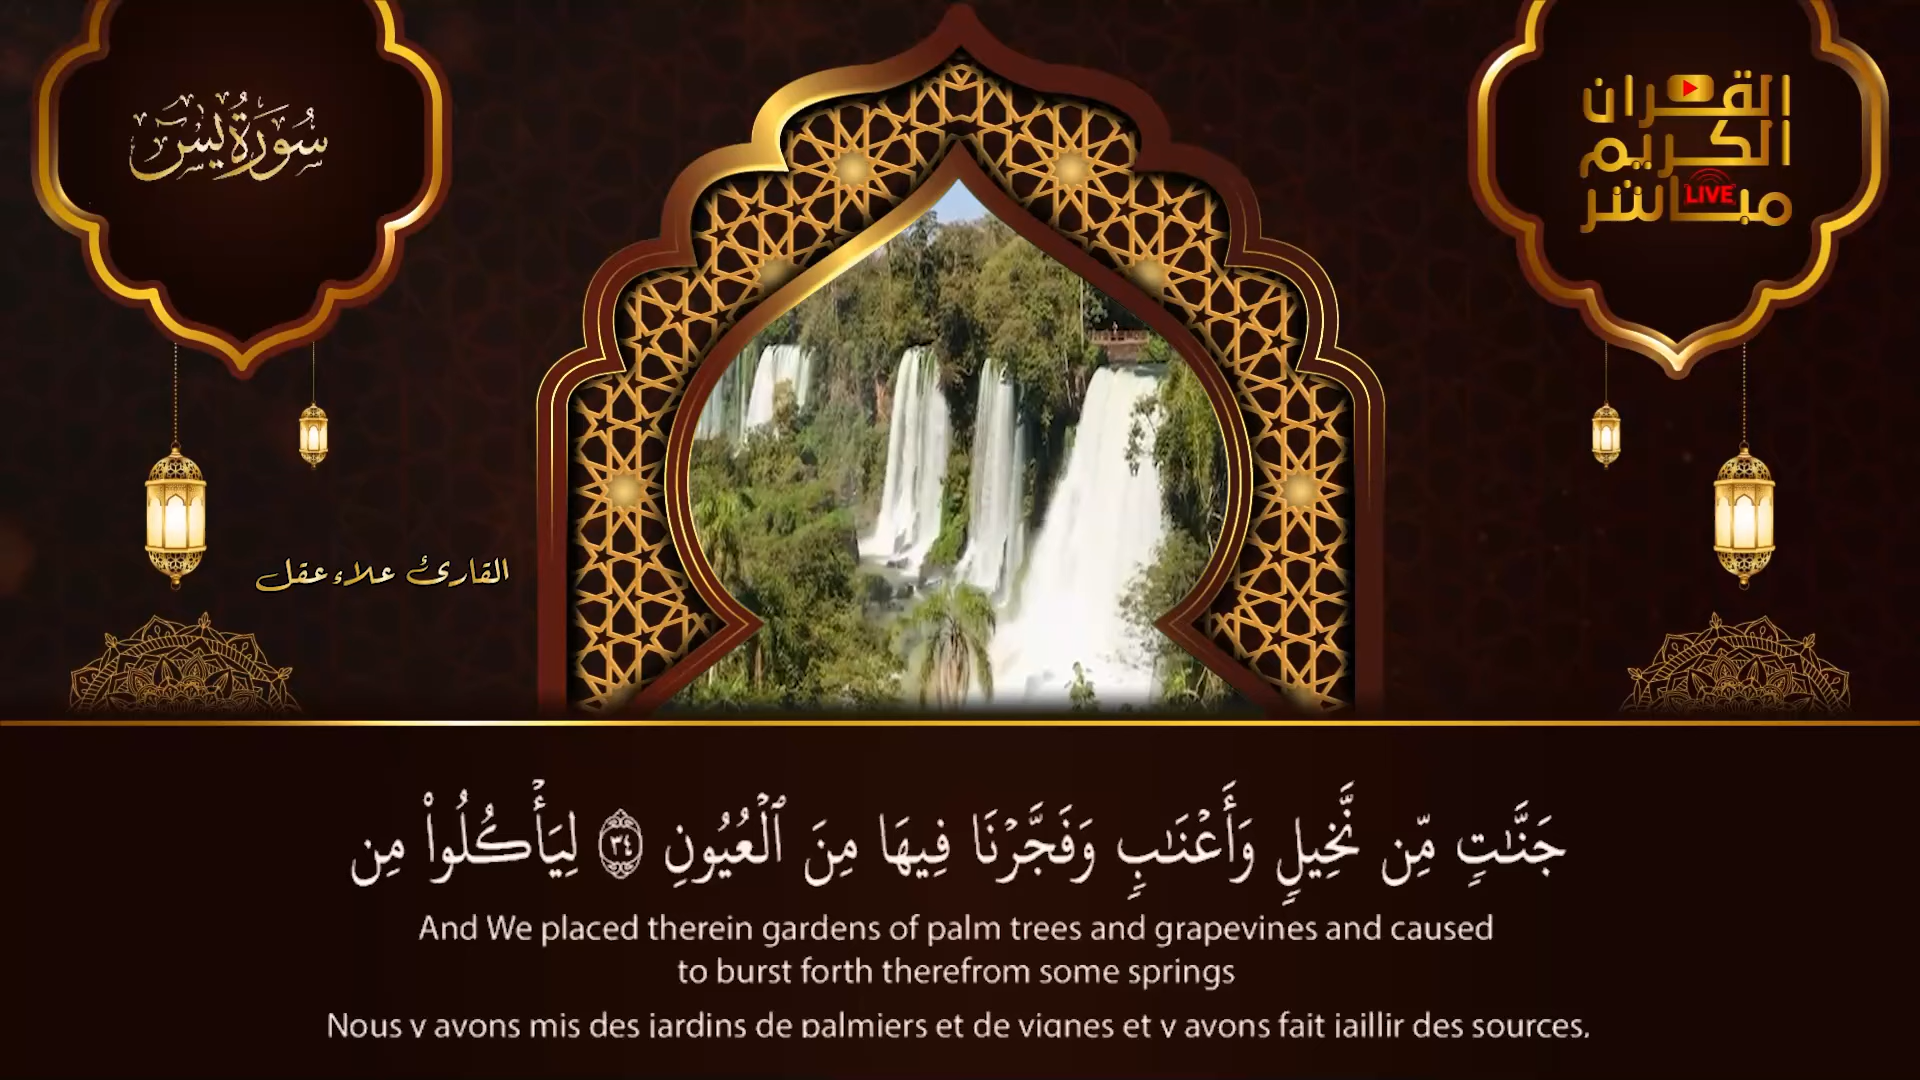 سُورَةُ يسٓ
القران
الكريم
مباشر
LIVE
القارئ علاء عقل
جَنَّٰتٍ مِّن نَّخِيلٍ وَأَعْنَٰبٍ وَفَجَّرْنَا فِيهَا مِنَ ٱلْعُيُونِ ٣٤ لِيَأْكُلُوا۟ مِن
And We placed therein gardens of palm trees and grapevines and caused
to burst forth therefrom some springs
Nous y avons mis des jardins de palmiers et de vignes et y avons fait jaillir des sources,